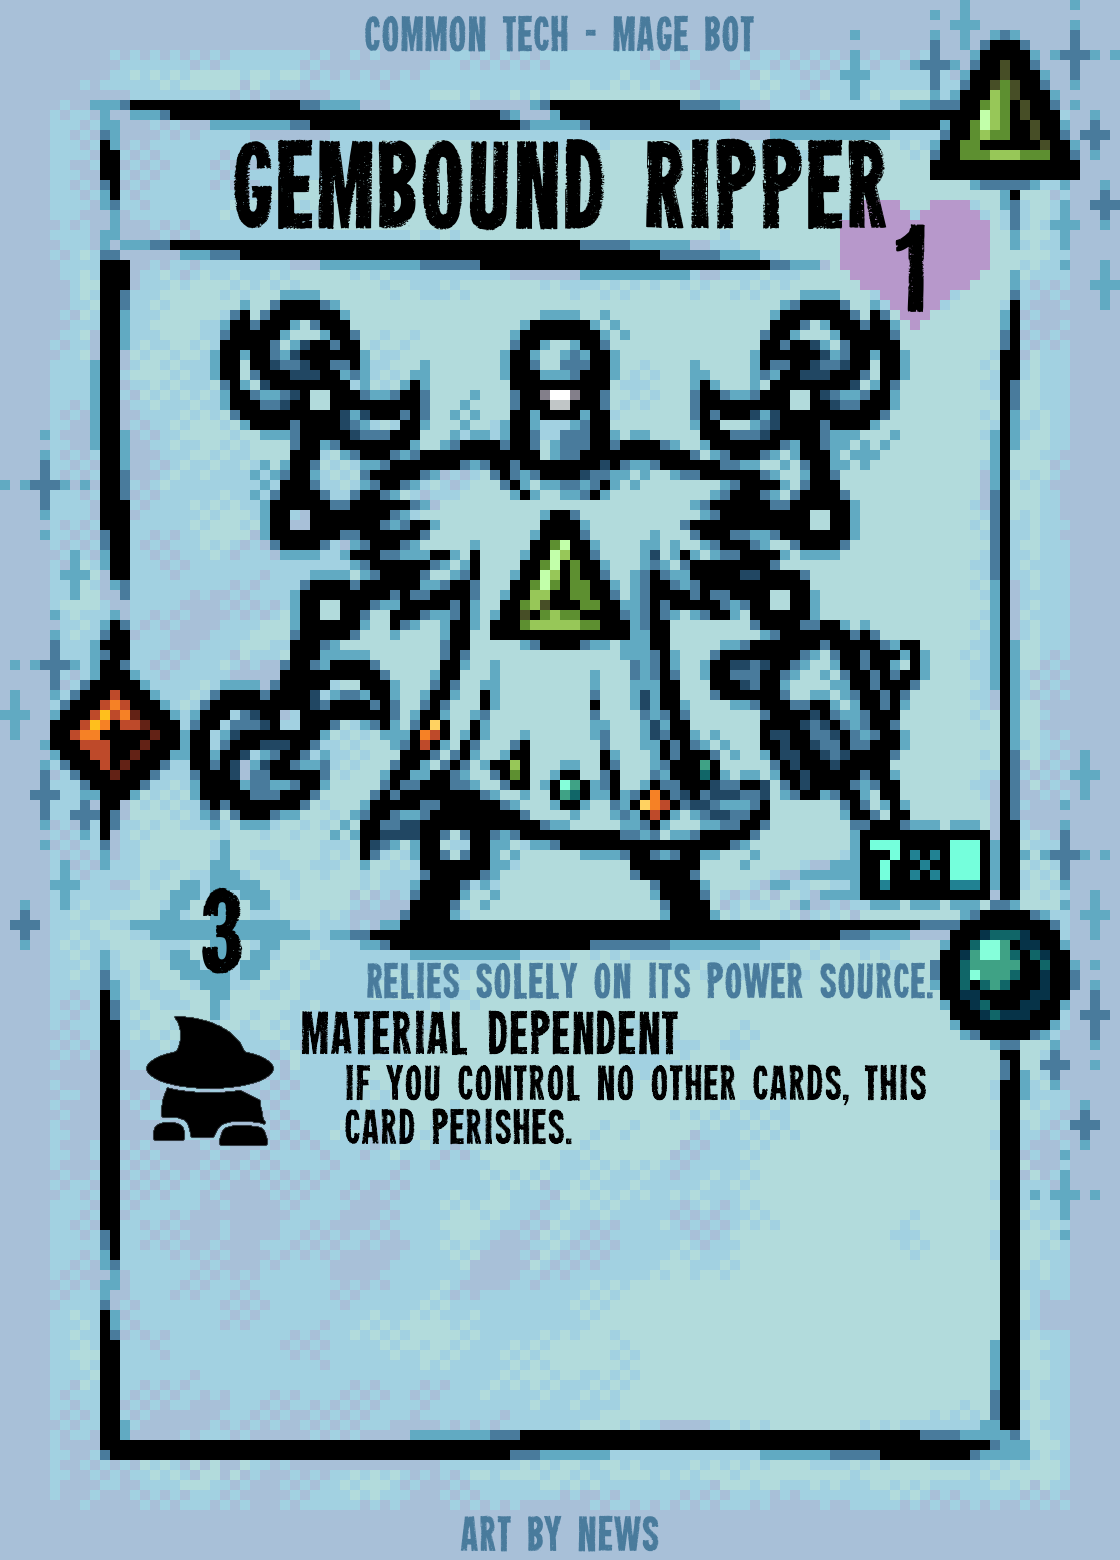 COMMON TECH - MAGE BOT
GEMBOUND RIPPER
1
7×
3
RELIES SOLELY ON ITS POWER SOURCE.
MATERIAL DEPENDENT
IF YOU CONTROL NO OTHER CARDS, THIS
CARD PERISHES.
ART BY NEWS